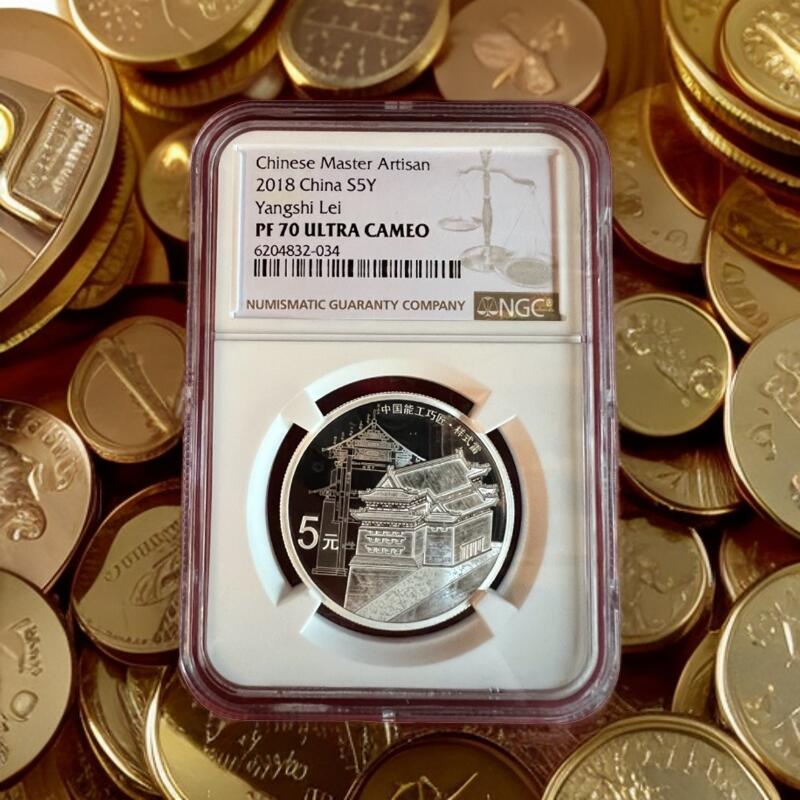 Chinese Master Artisan
2018 China S5Y
Yangshi Lei
PF 70 ULTRA CAMEO
6204832-034
NUMISMATIC GUARANTY COMPANY
NGC®
中国能工巧匠·样式雷
5元